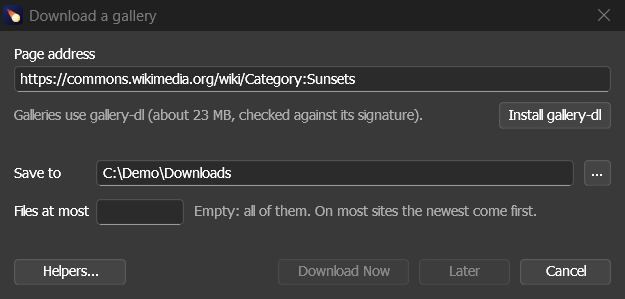 Download a gallery
Page address
https://commons.wikimedia.org/wiki/Category:Sunsets
Galleries use gallery-dl (about 23 MB, checked against its signature).
Install gallery-dl
Save to
C:\Demo\Downloads
...
Files at most
Empty: all of them. On most sites the newest come first.
Helpers...
Download Now
Later
Cancel